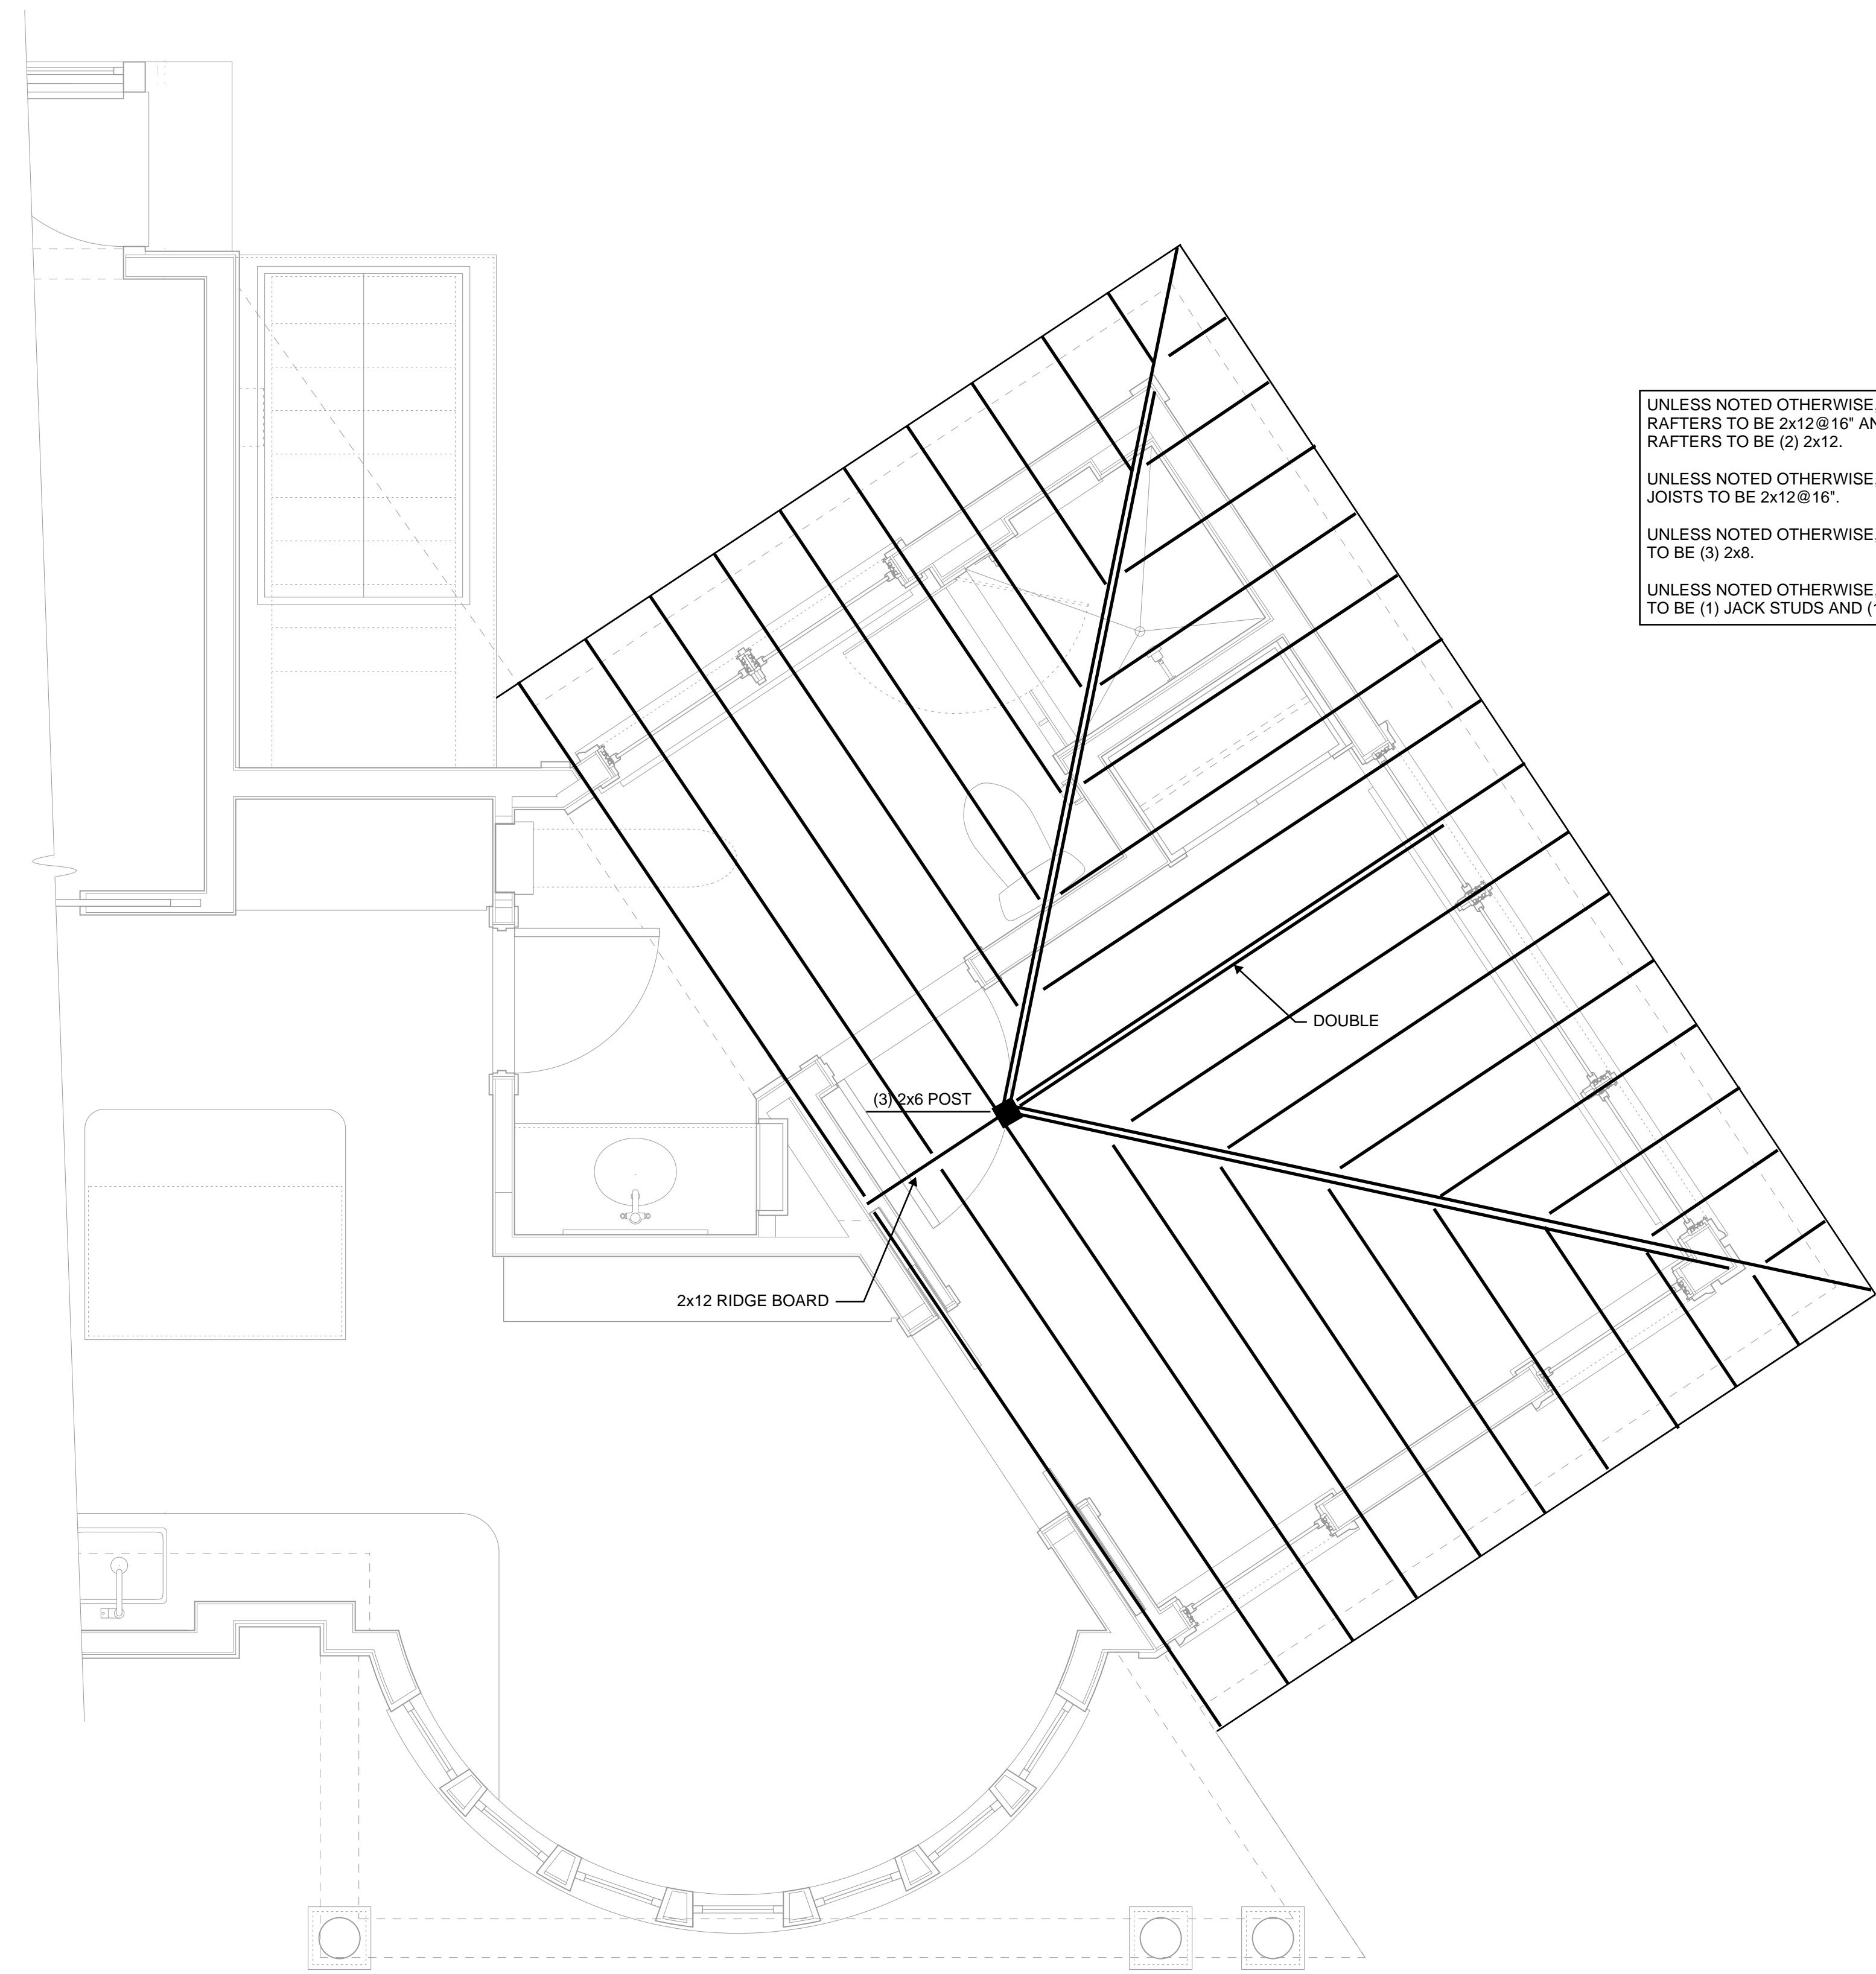 UNLESS NOTED OTHERWISE
RAFTERS TO BE 2x12@16"
RAFTERS TO BE (2) 2x12.
UNLESS NOTED OTHERWISE
JOISTS TO BE 2x12@16".
UNLESS NOTED OTHERWISE
TO BE (3) 2x8.
UNLESS NOTED OTHERWISE
TO BE (1) JACK STUDS AND
DOUBLE
(3) 2x6 POST
2x12 RIDGE BOARD